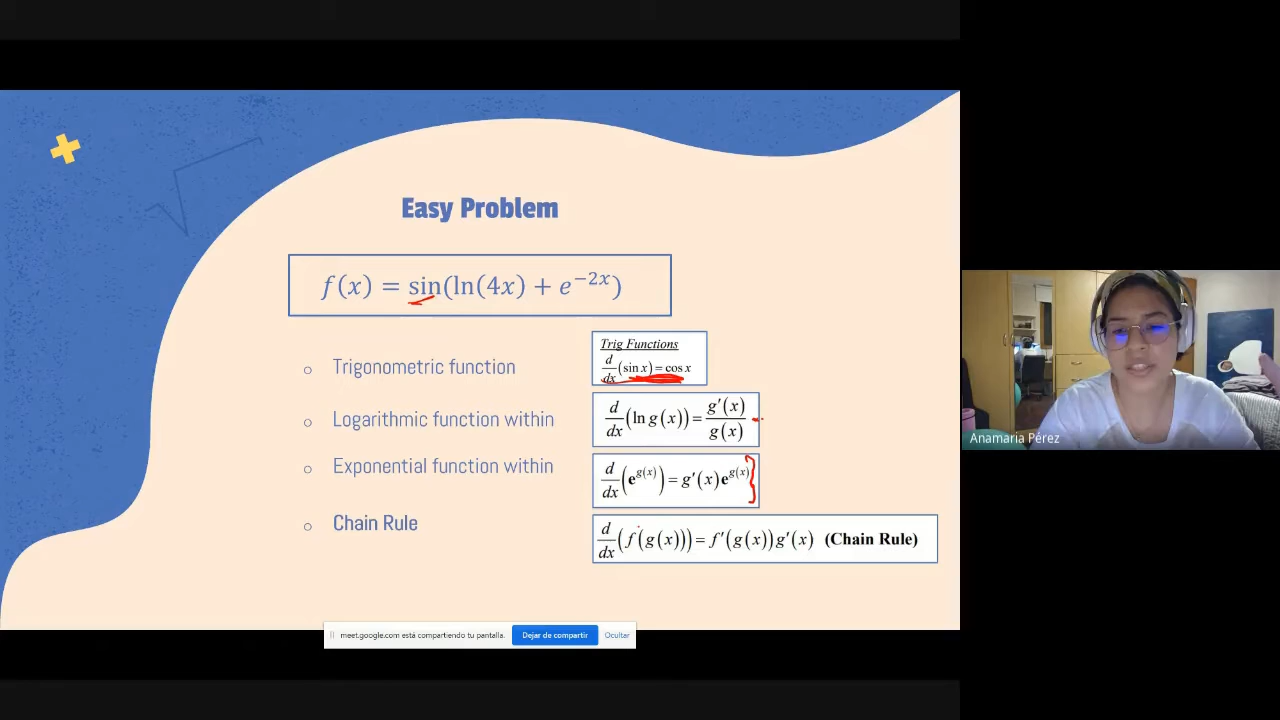 Easy Problem
f(x) = sin(ln(4x) + e^{-2x})
Trigonometric function
Trig Functions
d/dx (sin x) = cos x
Logarithmic function within
d/dx (ln g(x)) = g'(x)/g(x)
Exponential function within
d/dx (e^{g(x)}) = g'(x)e^{g(x)}
Chain Rule
d/dx (f(g(x))) = f'(g(x))g'(x) (Chain Rule)
Anamaria Pérez
meet.google.com está compartiendo tu pantalla. Dejar de compartir Ocultar